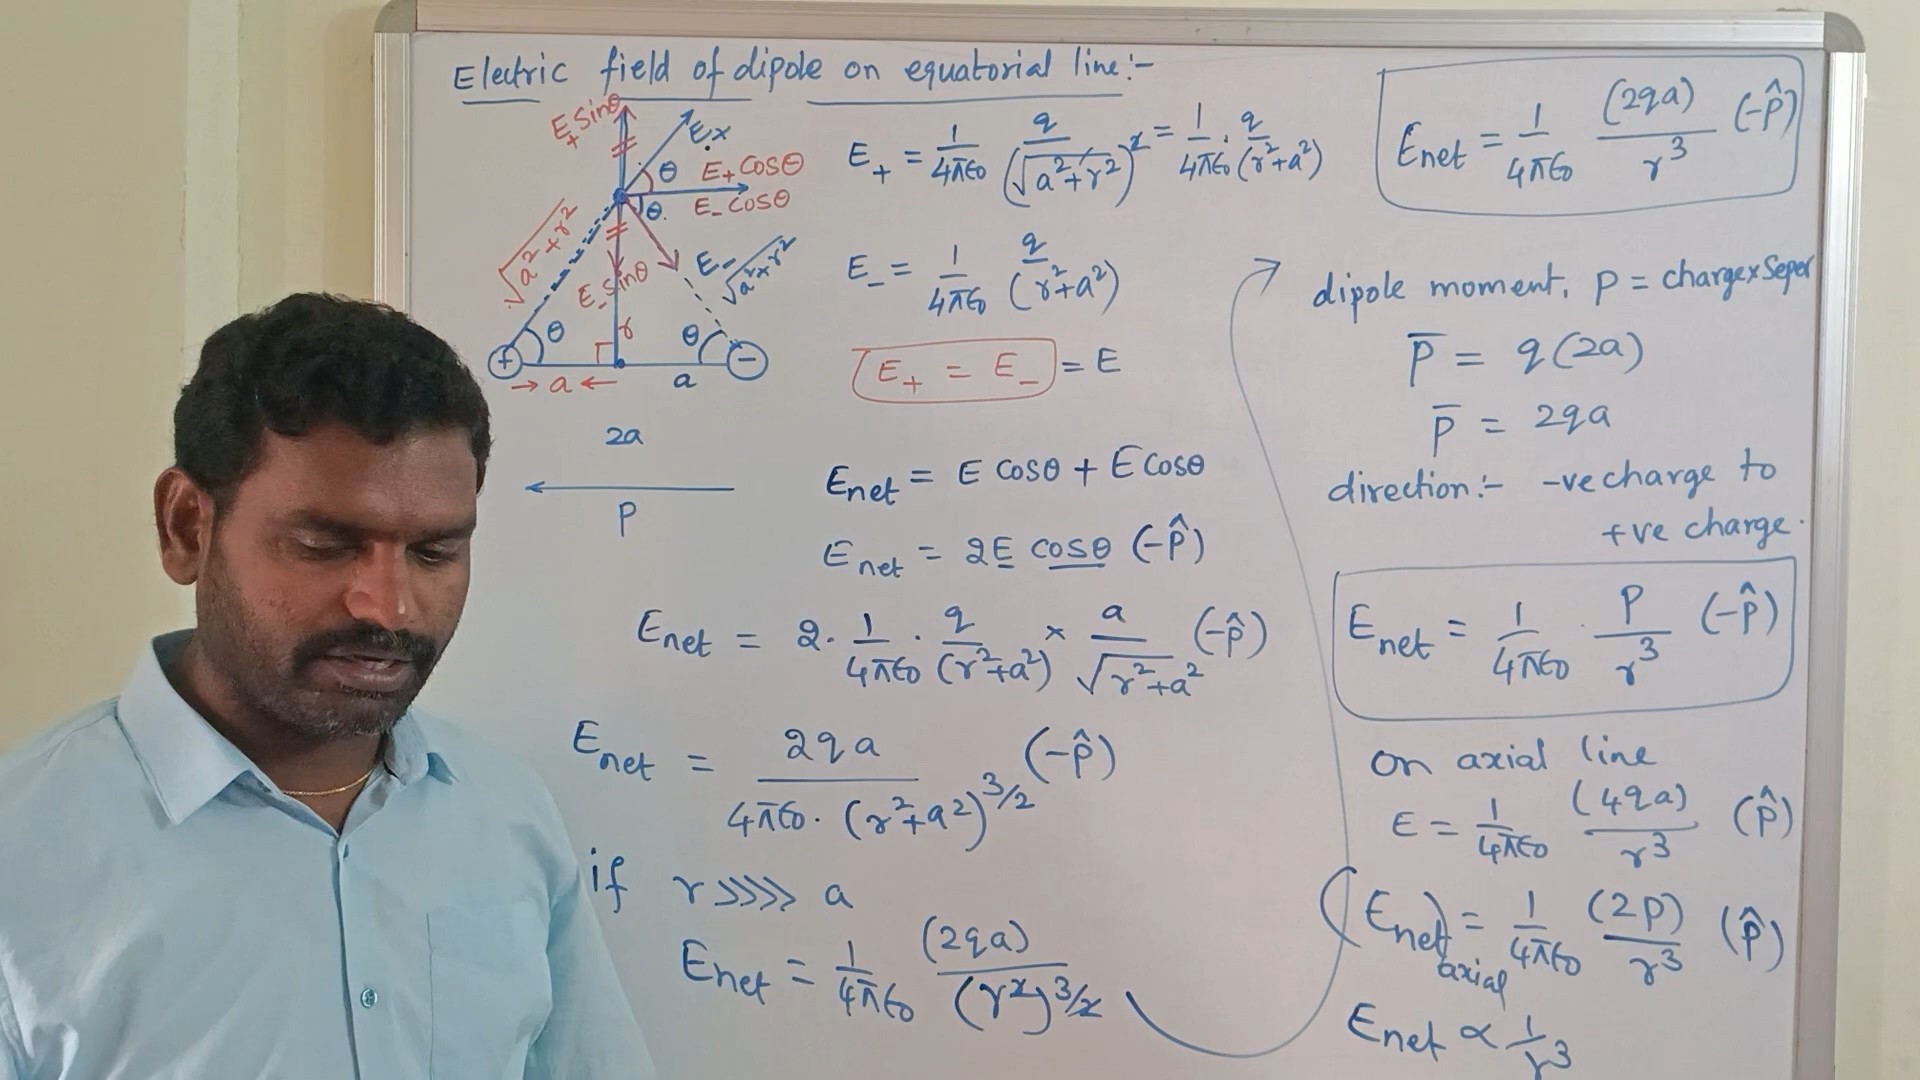 Electric field of dipole on equatorial line:-
E₊ Sinθ
E₊x
θ E₊ Cosθ
E₋ Cosθ
θ.
√a²+r²
E₋
√a²+r²
E₋ Sinθ
θ
r
θ
+
−
→ a ←
a
2a
P
E₊ = 1/4πϵ₀ q/(√a²+r²)² = 1/4πϵ₀ · q/(r²+a²)
E₋ = 1/4πϵ₀ q/(r²+a²)
E₊ = E₋ = E
Enet = E Cosθ + E Cosθ
Enet = 2E cosθ (-p̂)
Enet = 2 · 1/4πϵ₀ · q/(r²+a²) × a/√r²+a² (-p̂)
Enet = 2qa/4πϵ₀ · (r²+a²)^3/2 (-p̂)
if r >>>> a
Enet = 1/4πϵ₀ (2qa)/(r²)^3/2
Enet = 1/4πϵ₀ (2qa)/r³ (-p̂)
dipole moment, p = charge×Seper
p̅ = q(2a)
p̅ = 2qa
direction:- -ve charge to
+ve charge.
Enet = 1/4πϵ₀ · P/r³ (-p̂)
on axial line
E = 1/4πϵ₀ (4qa)/r³ (p̂)
(Enet)axial = 1/4πϵ₀ (2p)/r³ (p̂)
Enet ∝ 1/r³